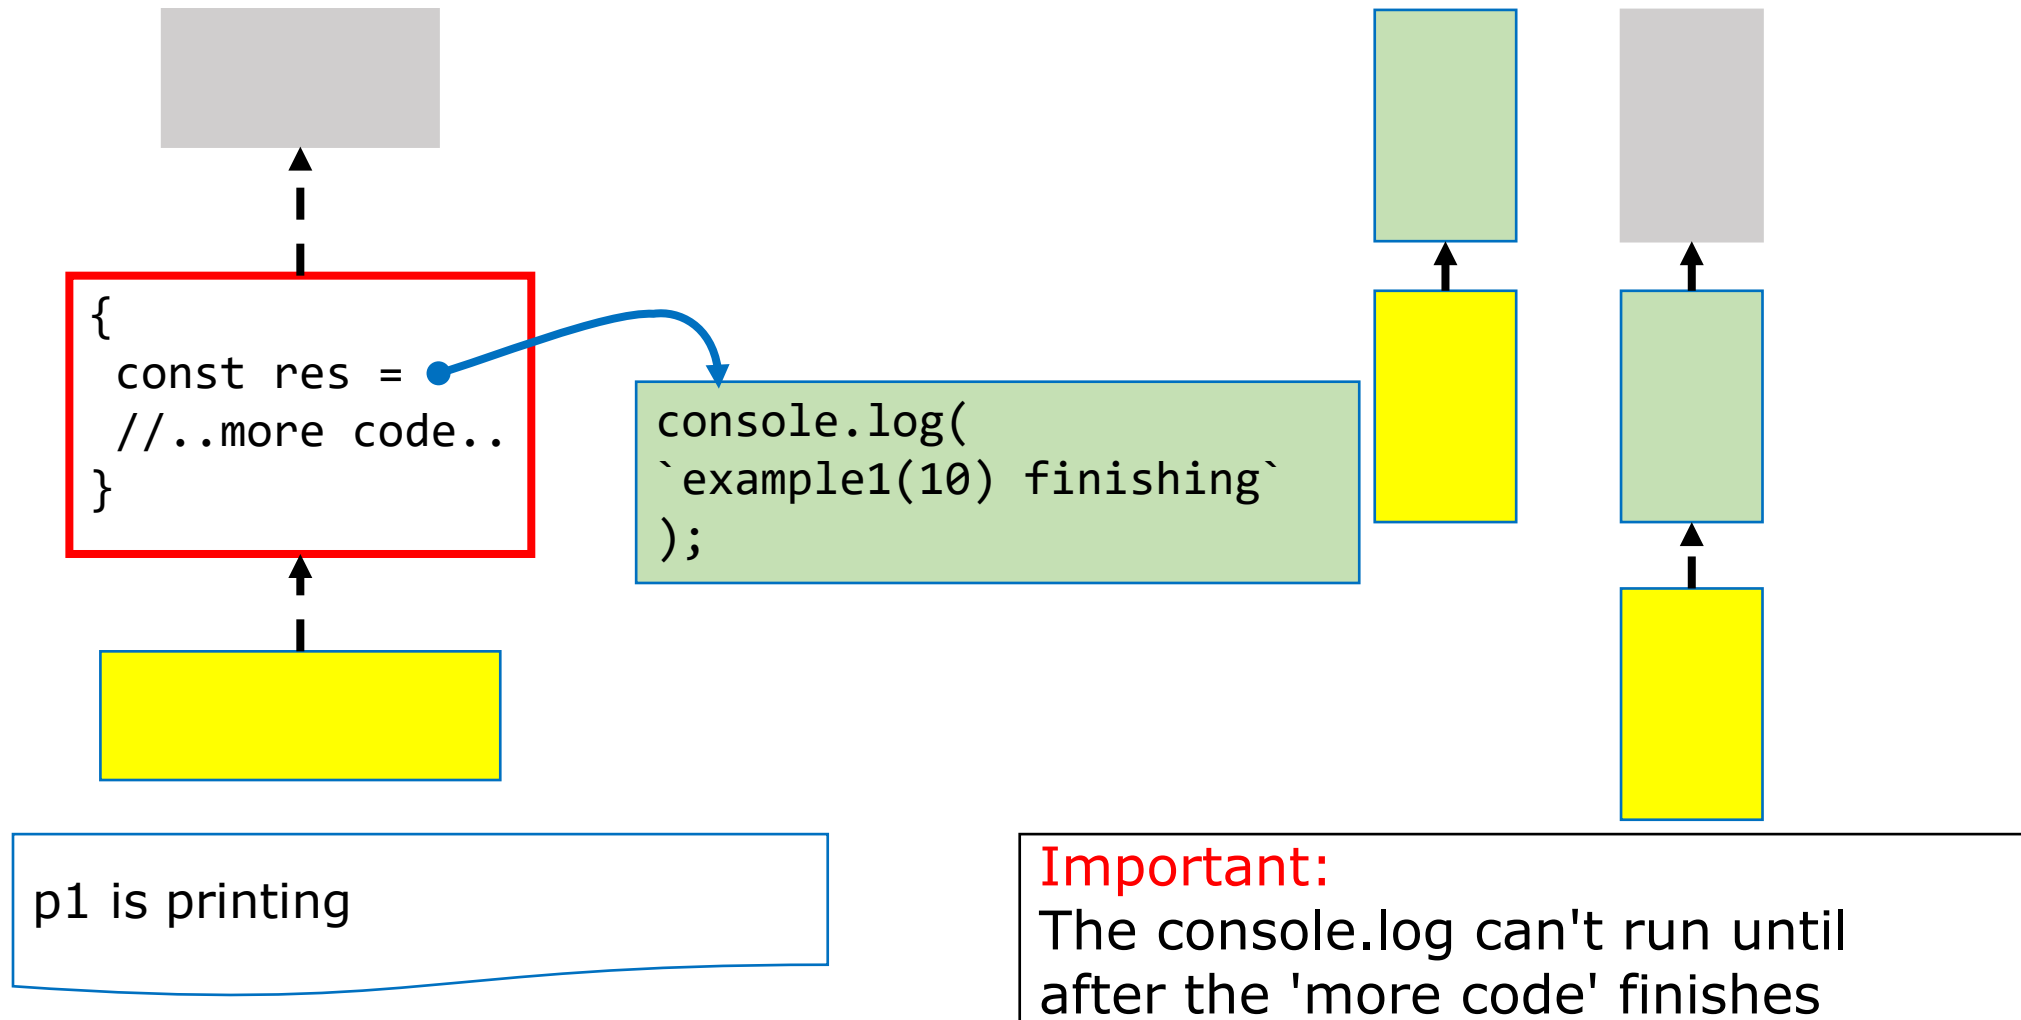 {
const res =
//..more code..
}
console.log(
`example1(10) finishing`
);
p1 is printing
Important:
The console.log can't run until
after the 'more code' finishes